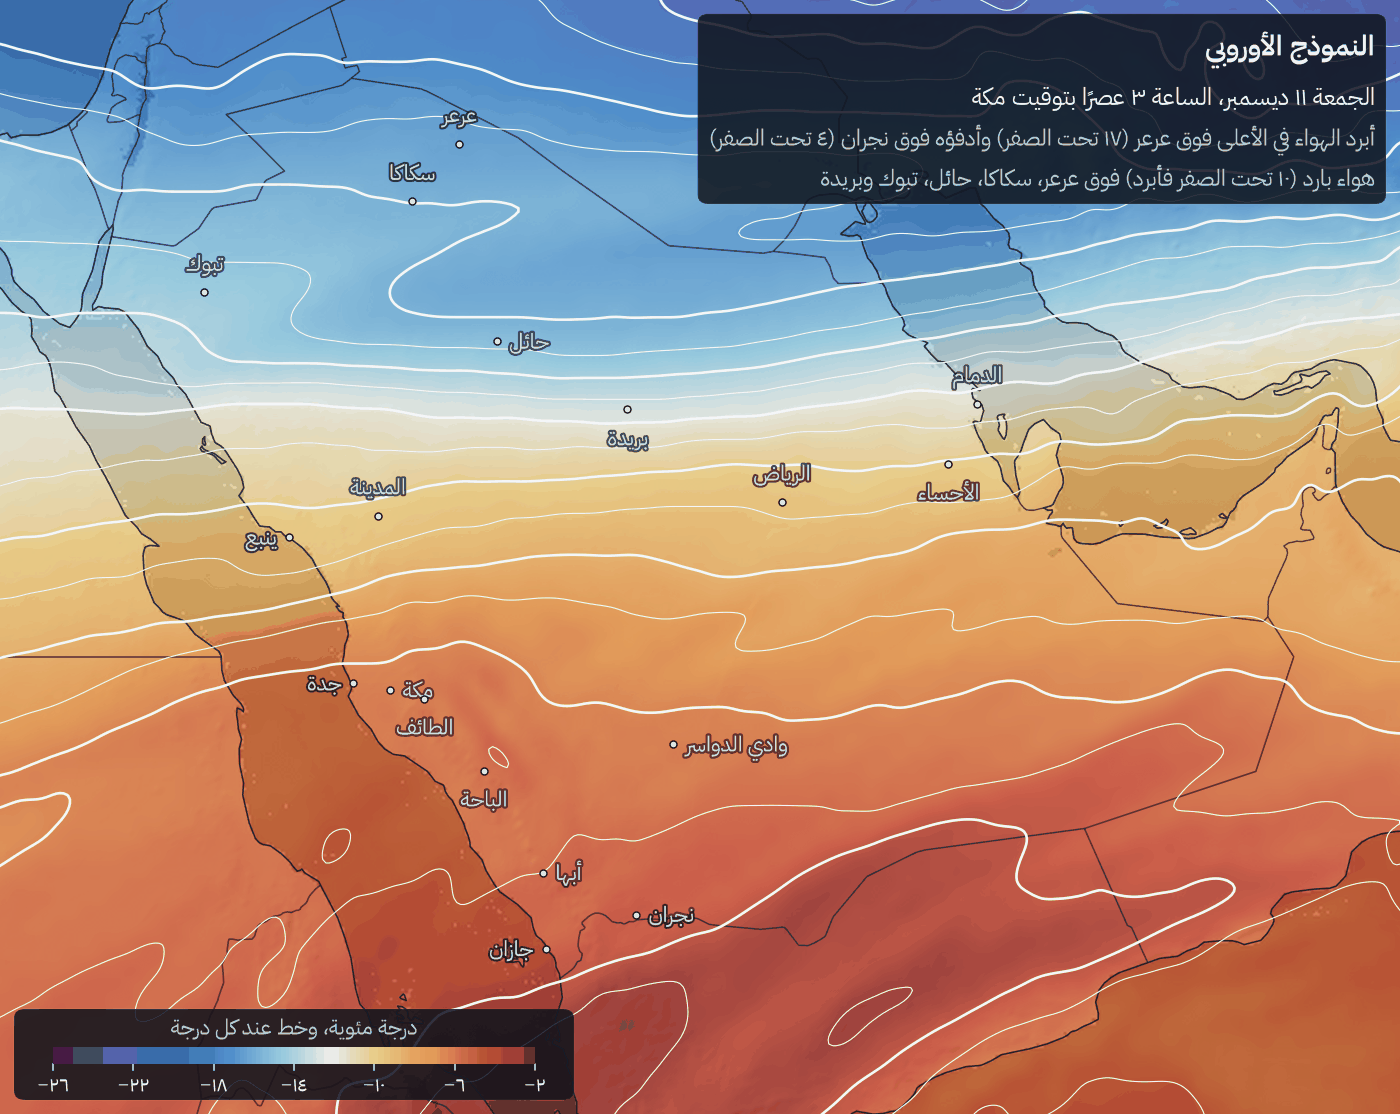 النموذج الأوروبي
الجمعة ١١ ديسمبر، الساعة ٣ عصرًا بتوقيت مكة
أبرد الهواء في الأعلى فوق عرعر (١٧ تحت الصفر) وأدفؤه فوق نجران (٤ تحت الصفر)
هواء بارد (١٠ تحت الصفر فأبرد) فوق عرعر، سكاكا، حائل، تبوك وبريدة
عرعر
سكاكا
تبوك
حائل
الدمام
بريدة
الرياض
الأحساء
المدينة
ينبع
جدة
مكة
الطائف
وادي الدواسر
الباحة
أبها
نجران
جازان
درجة مئوية، وخط عند كل درجة
−٢٦ −٢٢ −١٨ −١٤ −١٠ −٦ −٢